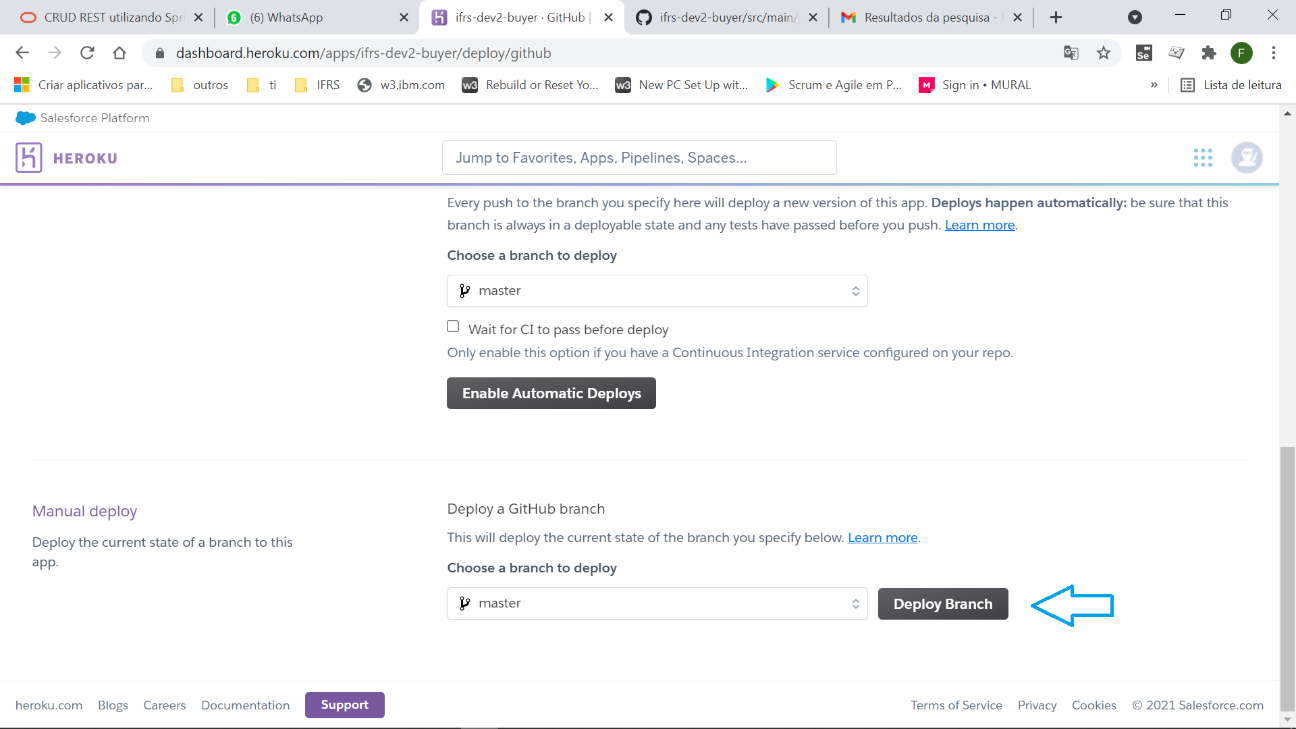 CRUD REST utilizando Spri
(6) WhatsApp
ifrs-dev2-buyer · GitHub |
ifrs-dev2-buyer/src/main/
Resultados da pesquisa -
dashboard.heroku.com/apps/ifrs-dev2-buyer/deploy/github
F
Criar aplicativos par...
outros
ti
IFRS
w3.ibm.com
Rebuild or Reset Yo...
New PC Set Up wit...
Scrum e Agile em P...
Sign in • MURAL
»
Lista de leitura
Salesforce Platform
HEROKU
Jump to Favorites, Apps, Pipelines, Spaces...
Every push to the branch you specify here will deploy a new version of this app. Deploys happen automatically: be sure that this
branch is always in a deployable state and any tests have passed before you push. Learn more.
Choose a branch to deploy
master
Wait for CI to pass before deploy
Only enable this option if you have a Continuous Integration service configured on your repo.
Enable Automatic Deploys
Manual deploy
Deploy the current state of a branch to this
app.
Deploy a GitHub branch
This will deploy the current state of the branch you specify below. Learn more.
Choose a branch to deploy
master
Deploy Branch
heroku.com
Blogs
Careers
Documentation
Support
Terms of Service
Privacy
Cookies
© 2021 Salesforce.com